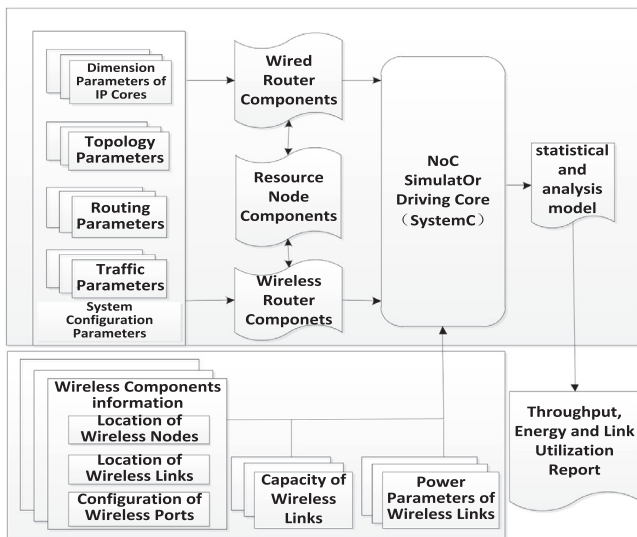 Dimension
Parameters of
IP Cores
Topology
Parameters
Routing
Parameters
Traffic
Parameters
System
Configuration
Parameters
Wired
Router
Components
Resource
Node
Components
Wireless
Router
Componets
NoC
SimulatOr
Driving Core
（SystemC）
statistical
and
analysis
model
Wireless Components
information
Location of
Wireless Nodes
Location of
Wireless Links
Configuration of
Wireless Ports
Capacity of
Wireless
Links
Power
Parameters of
Wireless Links
Throughput,
Energy and Link
Utilization
Report